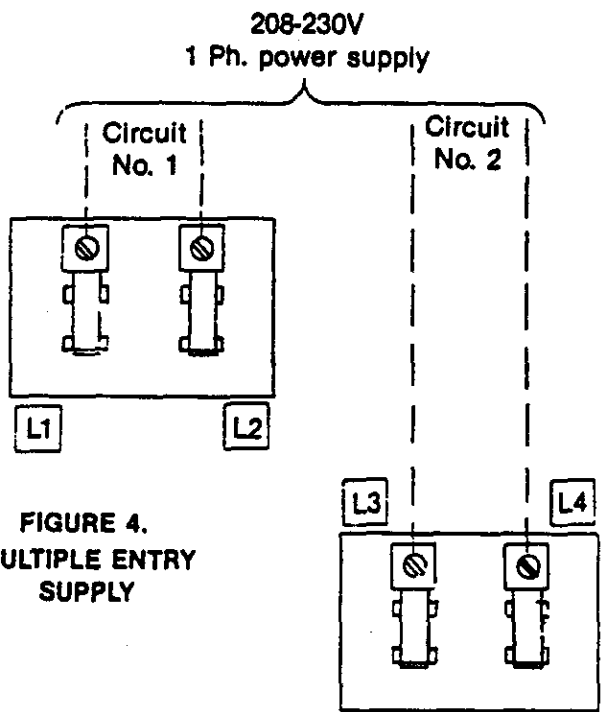 208-230V
1 Ph. power supply
Circuit
No. 1
Circuit
No. 2
L1
L2
L3
L4
FIGURE 4.
ULTIPLE ENTRY
SUPPLY